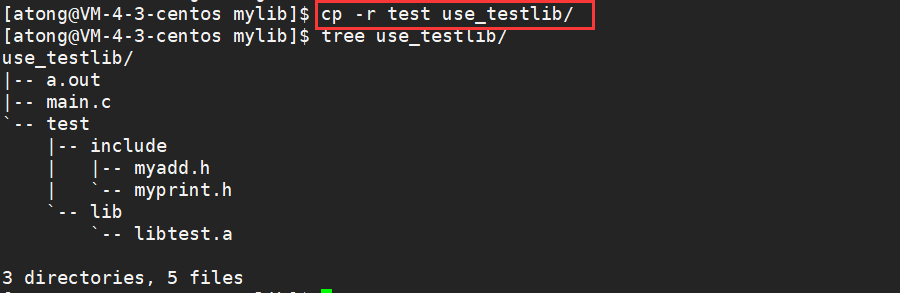 [atong@VM-4-3-centos mylib]$ cp -r test use_testlib/
[atong@VM-4-3-centos mylib]$ tree use_testlib/
use_testlib/
|-- a.out
|-- main.c
`-- test
    |-- include
    |   |-- myadd.h
    |   `-- myprint.h
    `-- lib
        `-- libtest.a

3 directories, 5 files